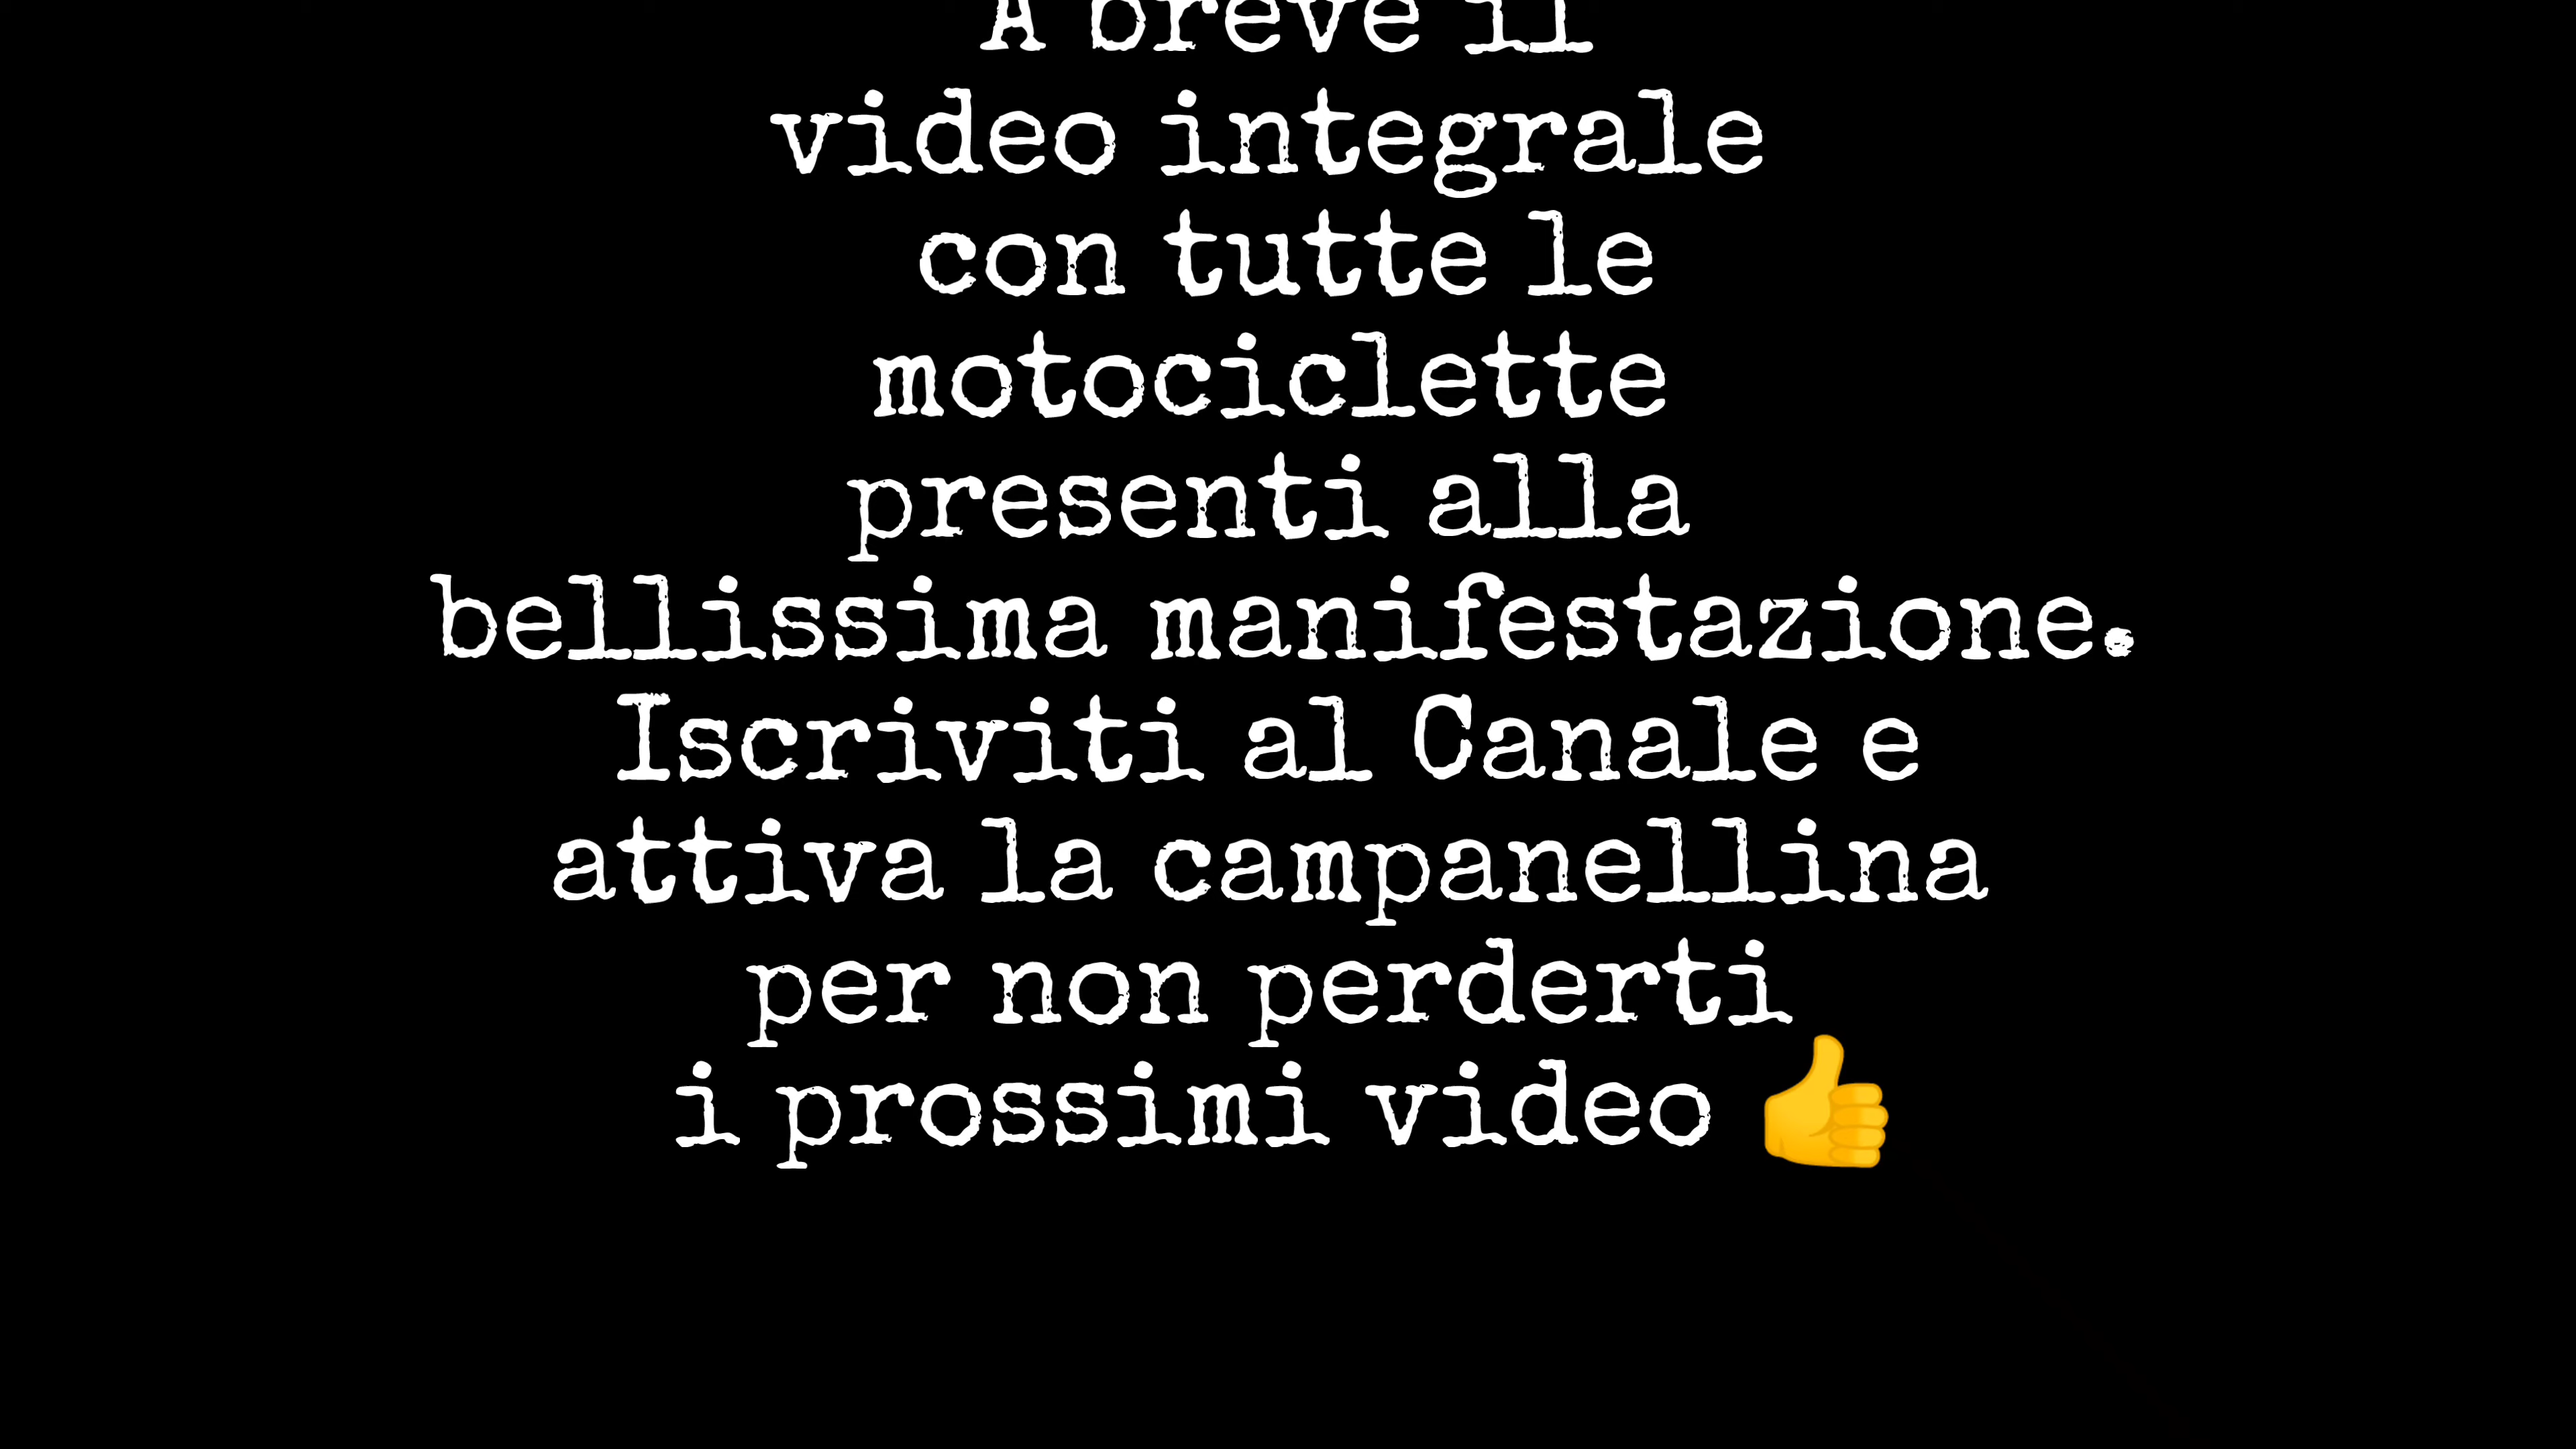 A breve il
video integrale
con tutte le
motociclette
presenti alla
bellissima manifestazione.
Iscriviti al Canale e
attiva la campanellina
per non perderti
i prossimi video 👍